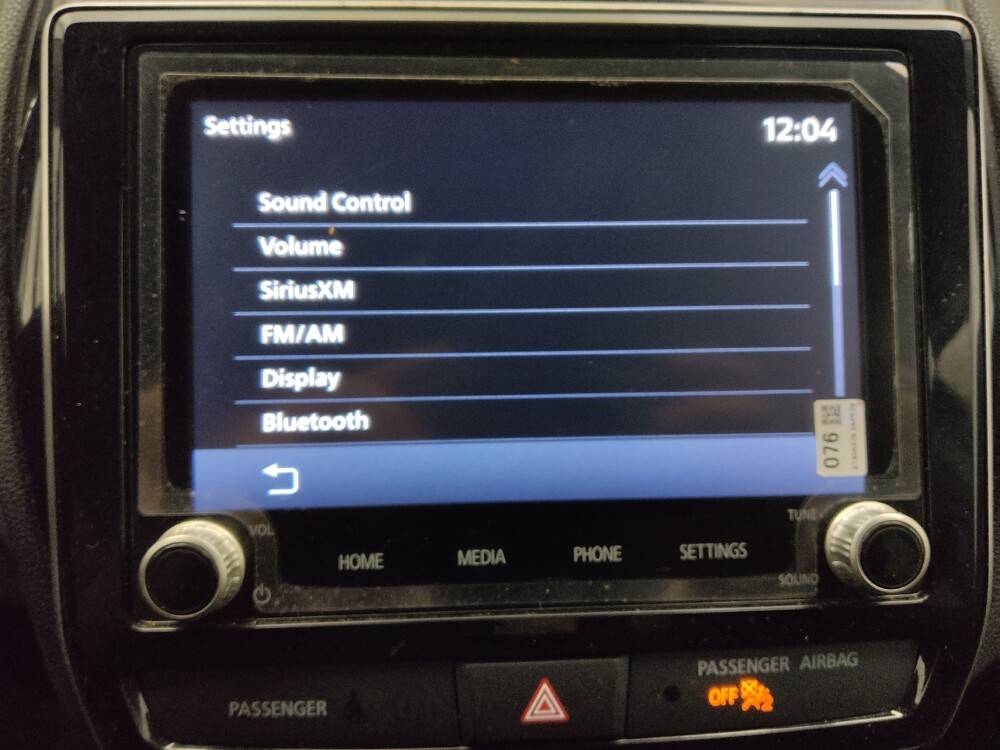 Settings
12:04
Sound Control
Volume
SiriusXM
FM/AM
Display
Bluetooth
076
VOL
TUNE
HOME
MEDIA
PHONE
SETTINGS
SOUND
PASSENGER AIRBAG
OFF
PASSENGER